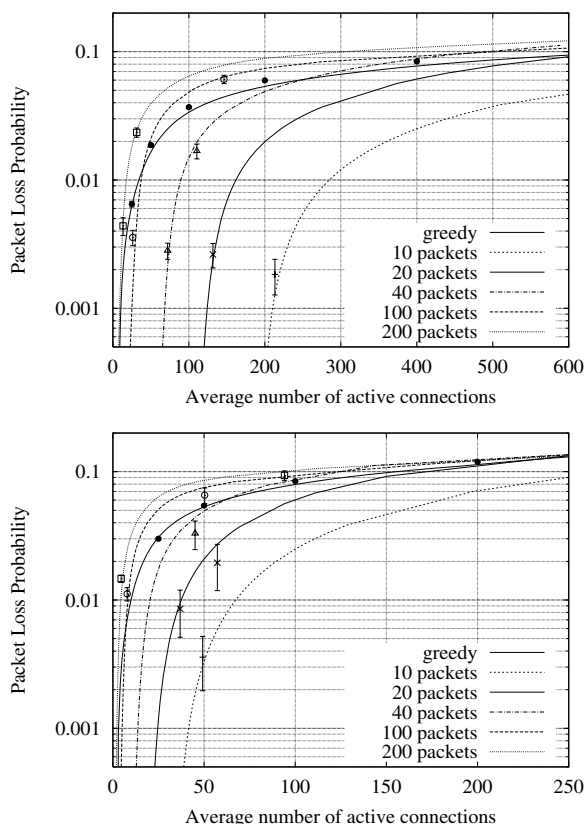 0.1
0.01
0.001
Packet Loss Probability
greedy
10 packets
20 packets
40 packets
100 packets
200 packets
0 100 200 300 400 500 600
Average number of active connections
0.1
0.01
0.001
Packet Loss Probability
greedy
10 packets
20 packets
40 packets
100 packets
200 packets
0 50 100 150 200 250
Average number of active connections